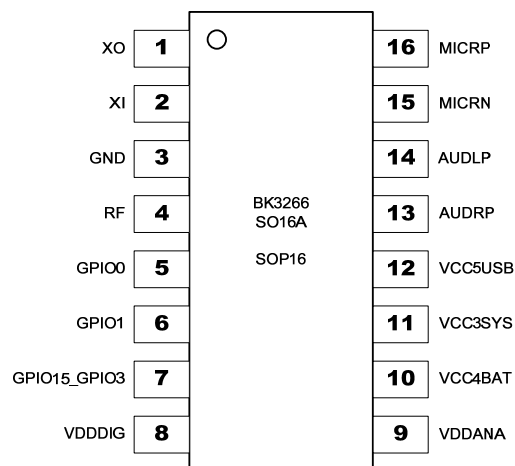 XO 1
XI 2
GND 3
RF 4
GPIO0 5
GPIO1 6
GPIO15_GPIO3 7
VDDDIG 8
BK3266
SO16A
SOP16
16 MICRP
15 MICRN
14 AUDLP
13 AUDRP
12 VCC5USB
11 VCC3SYS
10 VCC4BAT
9 VDDANA